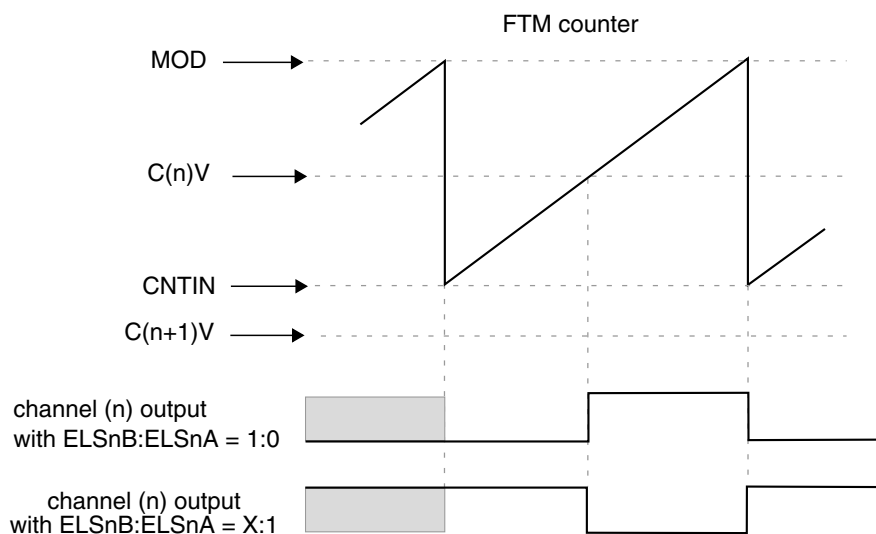 FTM counter
MOD
C(n)V
CNTIN
C(n+1)V
channel (n) output
with ELSnB:ELSnA = 1:0
channel (n) output
with ELSnB:ELSnA = X:1